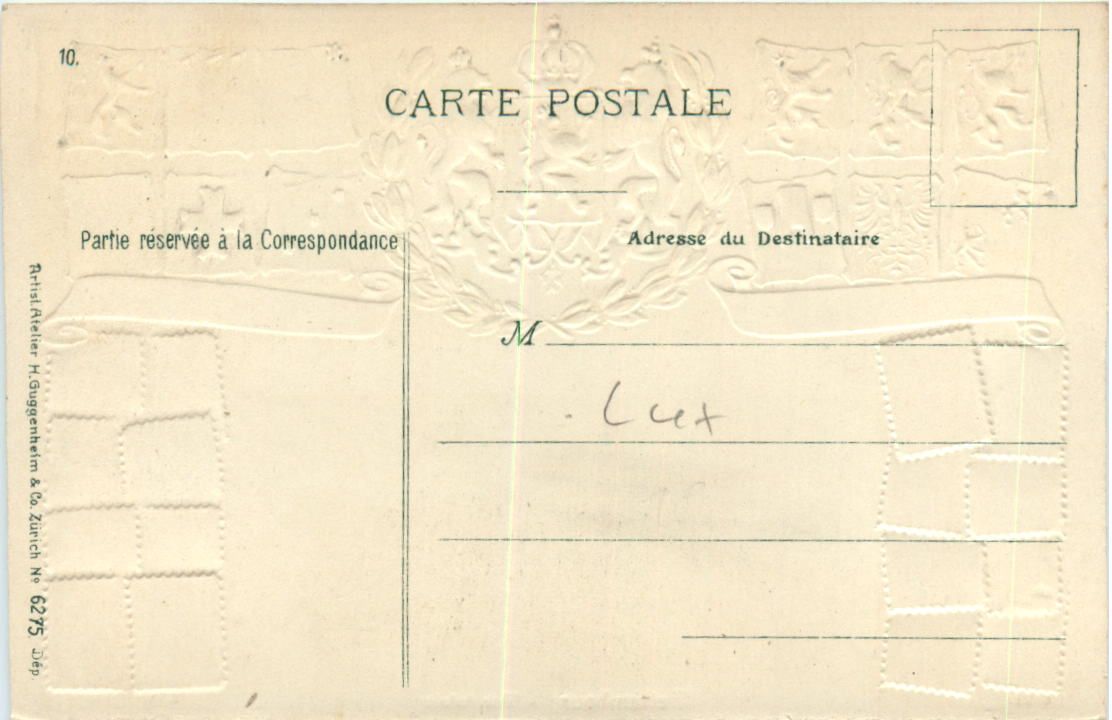 10.
CARTE POSTALE
Partie réservée à la Correspondance
Adresse du Destinataire
M
Lux
Artist. Atelier H. Guggenheim & Co. Zürich Nº 6275 Dép.